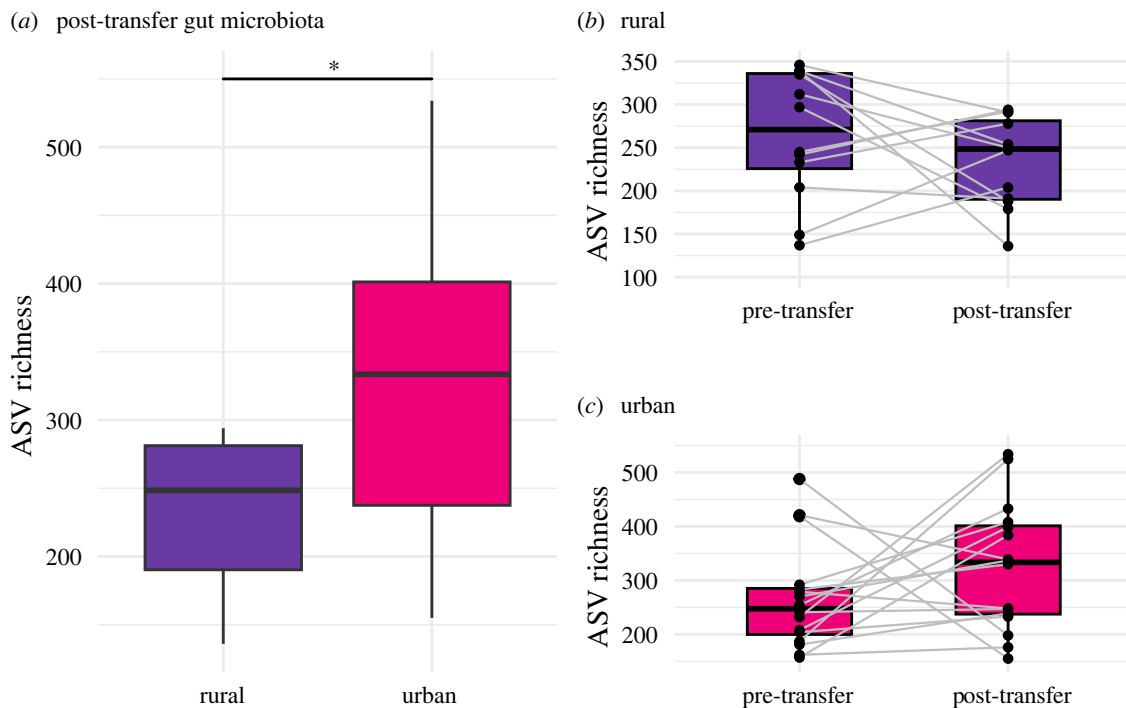 (a) post-transfer gut microbiota
*
ASV richness
500
400
300
200
rural urban
(b) rural
ASV richness
350
300
250
200
150
100
pre-transfer post-transfer
(c) urban
ASV richness
500
400
300
200
pre-transfer post-transfer